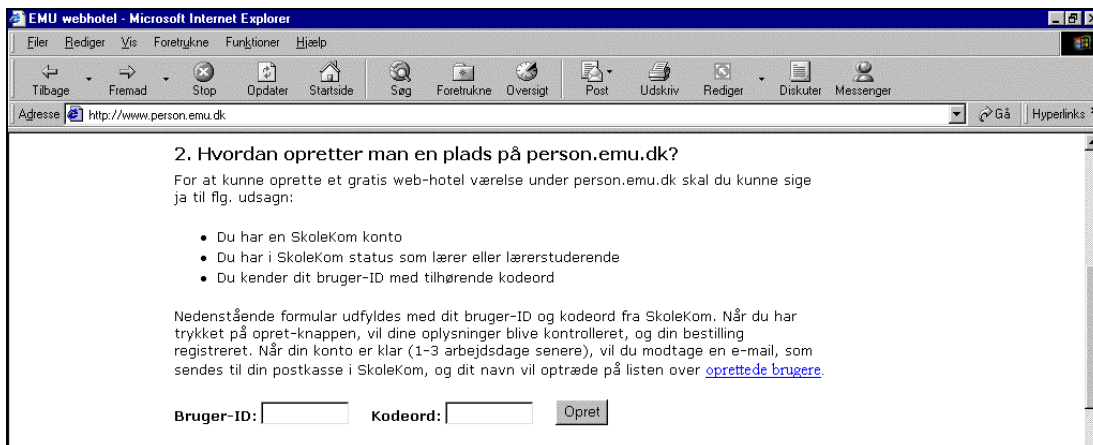 EMU webhotel - Microsoft Internet Explorer
Filer Rediger Vis Foretrukne Funktioner Hjælp
Tilbage Fremad Stop Opdater Startside Søg Foretrukne Oversigt Post Udskriv Rediger Diskuter Messenger
Adresse http://www.person.emu.dk Gå Hyperlinks
2. Hvordan opretter man en plads på person.emu.dk?
For at kunne oprette et gratis web-hotel værelse under person.emu.dk skal du kunne sige
ja til flg. udsagn:
• Du har en SkoleKom konto
• Du har i SkoleKom status som lærer eller lærerstuderende
• Du kender dit bruger-ID med tilhørende kodeord
Nedenstående formular udfyldes med dit bruger-ID og kodeord fra SkoleKom. Når du har
trykket på opret-knappen, vil dine oplysninger blive kontrolleret, og din bestilling
registreret. Når din konto er klar (1-3 arbejdsdage senere), vil du modtage en e-mail, som
sendes til din postkasse i SkoleKom, og dit navn vil optræde på listen over oprettede brugere.
Bruger-ID: Kodeord: Opret